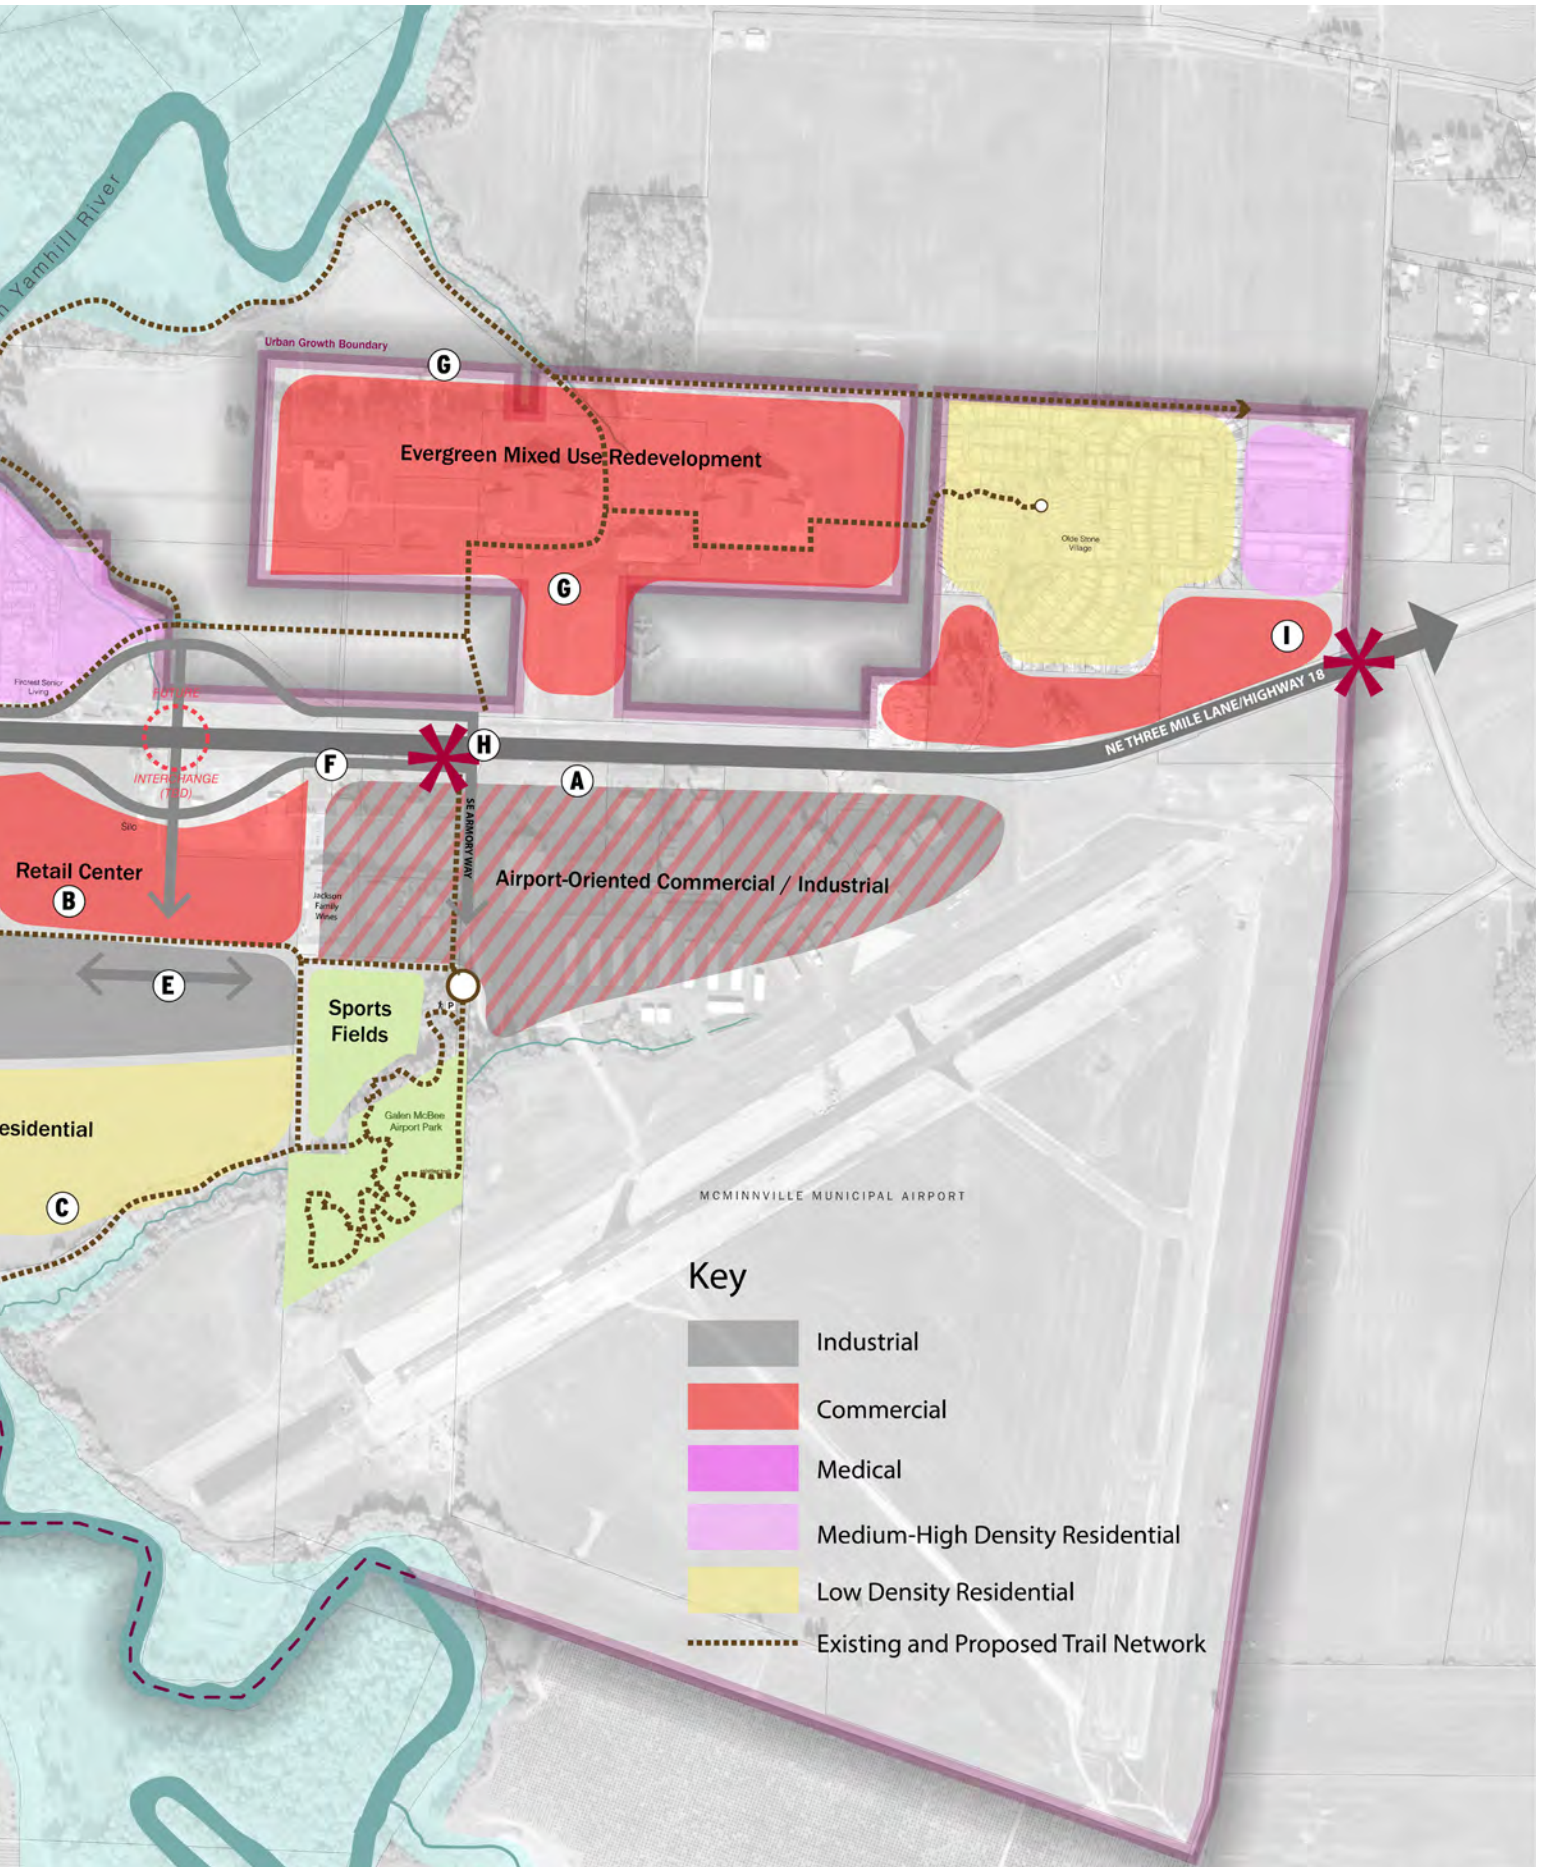 n Yamhill River
Urban Growth Boundary
G
Evergreen Mixed Use Redevelopment
Olde Stone
Village
G
I
Fircrest Senior
Living
FUTURE
INTERCHANGE
(TBD)
NE THREE MILE LANE/HIGHWAY 18
H
F
A
Silo
SE ARMORY WAY
Retail Center
B
Jackson
Family
Wines
Airport-Oriented Commercial / Industrial
E
Sports
Fields
P
Galen McBee
Airport Park
esidential
C
MCMINNVILLE MUNICIPAL AIRPORT
Key
Industrial
Commercial
Medical
Medium-High Density Residential
Low Density Residential
Existing and Proposed Trail Network